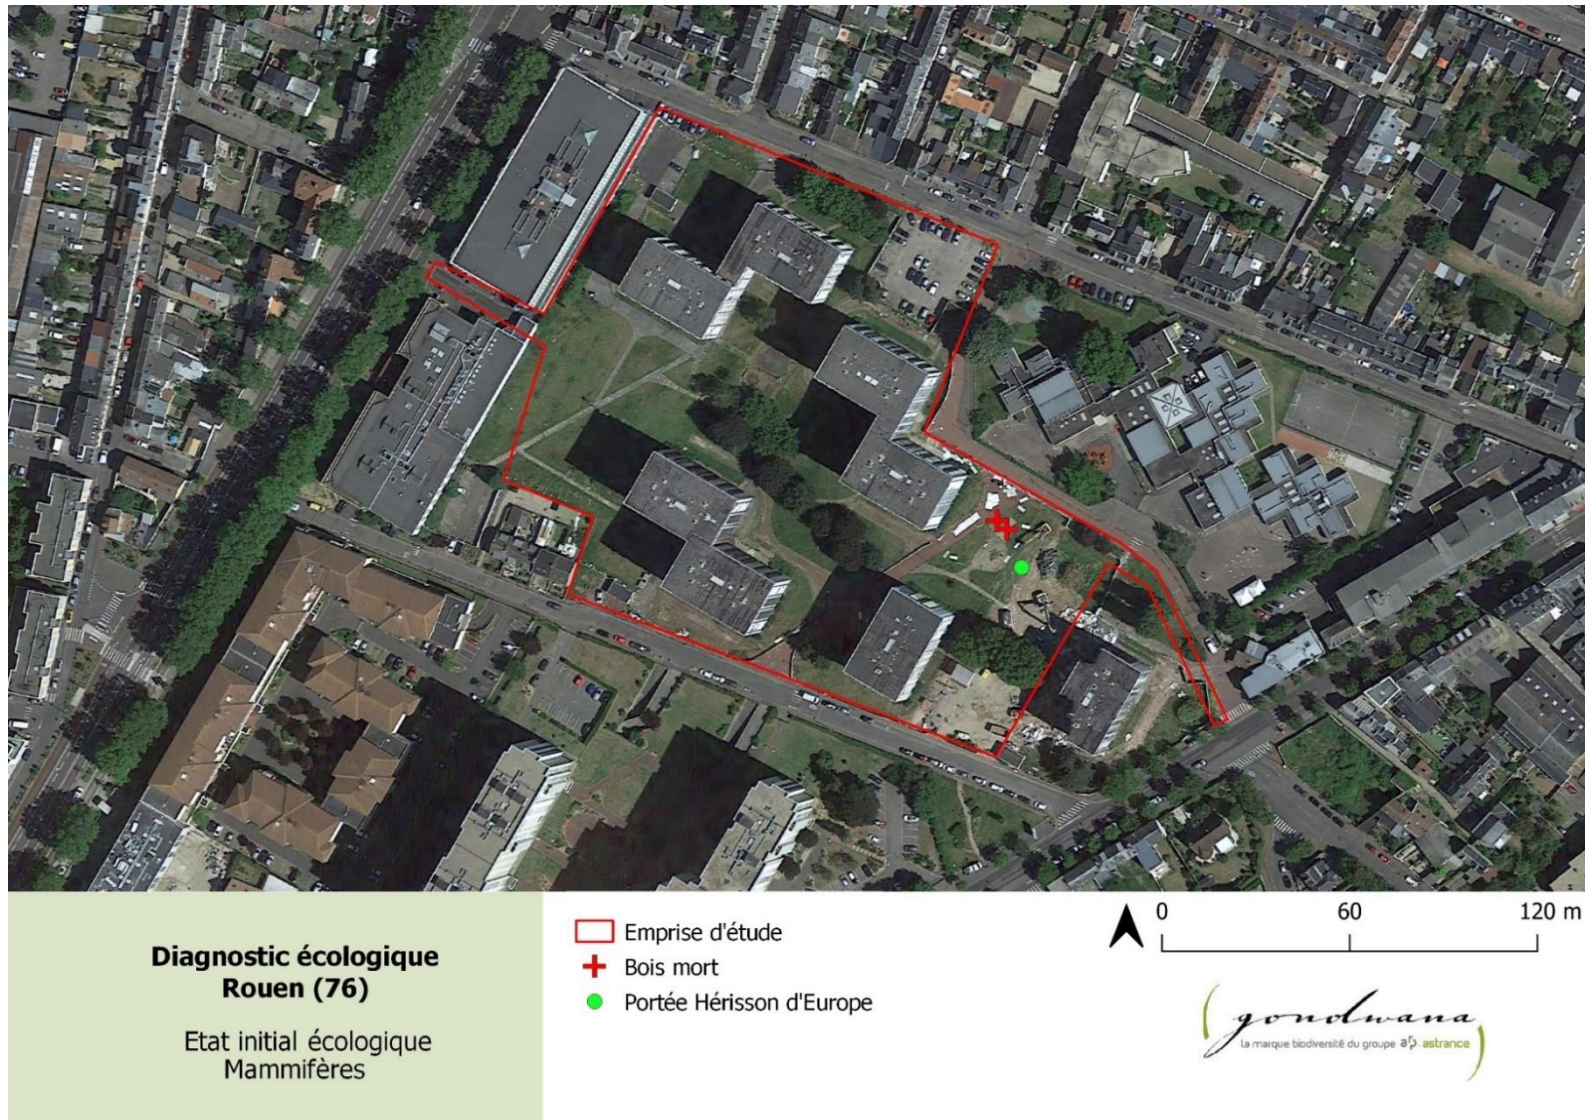 Diagnostic écologique
Rouen (76)
Etat initial écologique
Mammifères
Emprise d'étude
Bois mort
Portée Hérisson d'Europe
0 60 120 m
gondwana
la marque biodiversité du groupe a?p. astrance